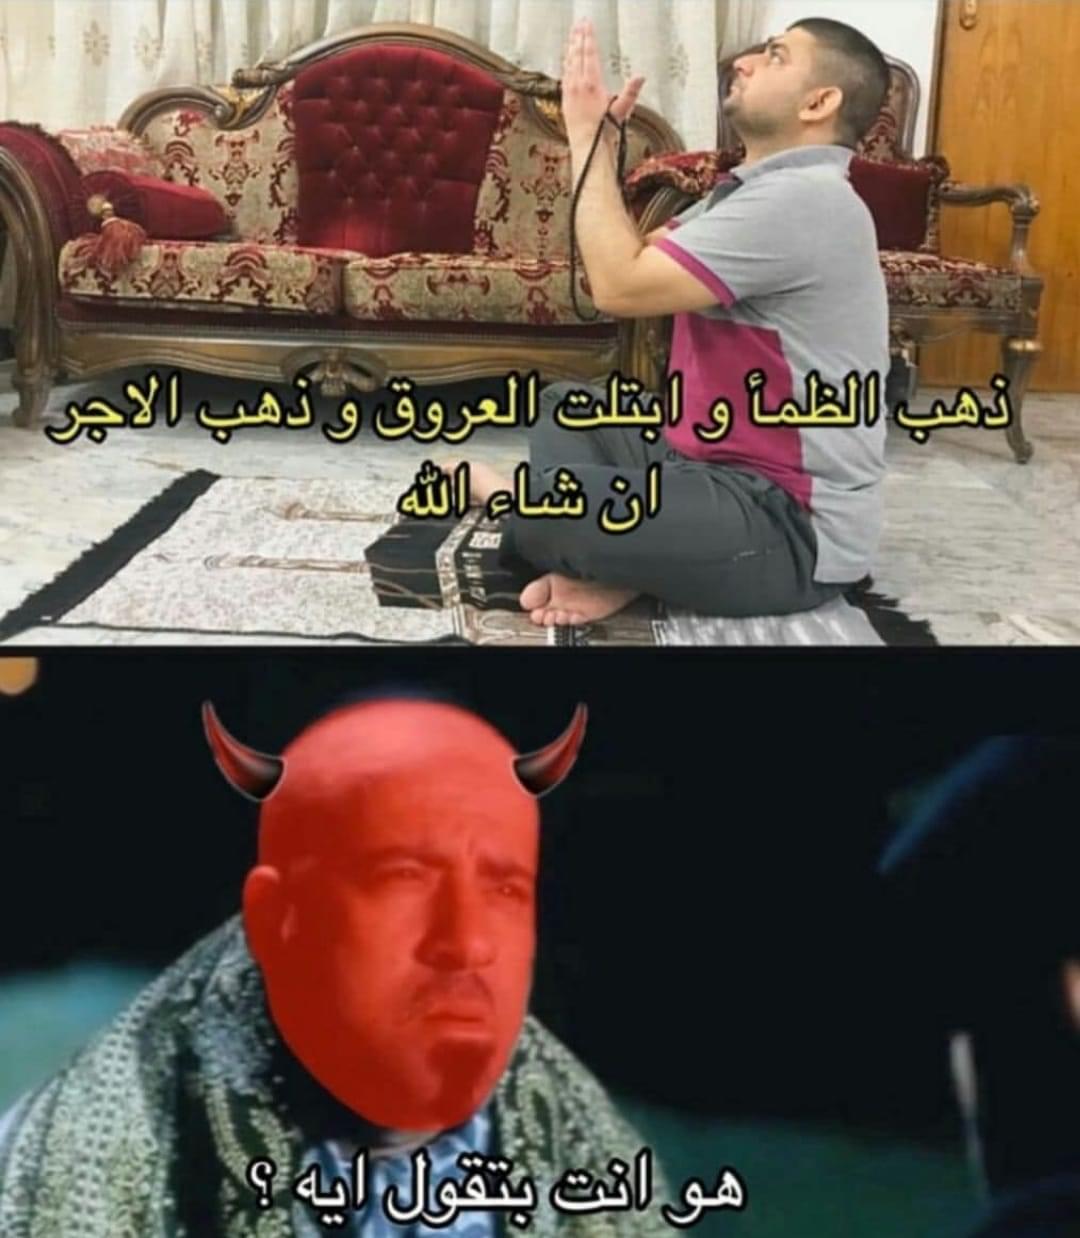 ذهب الظمأ و ابتلت العروق و ذهب الاجر
ان شاء الله
هو انت بتقول ايه ؟